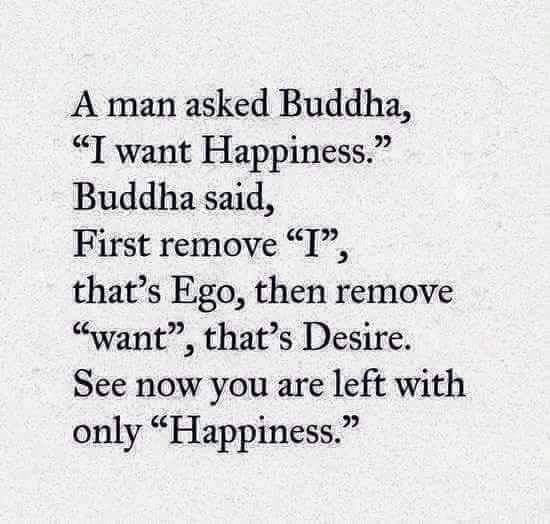 A man asked Buddha,
“I want Happiness.”
Buddha said,
First remove “I”,
that’s Ego, then remove
“want”, that’s Desire.
See now you are left with
only “Happiness.”